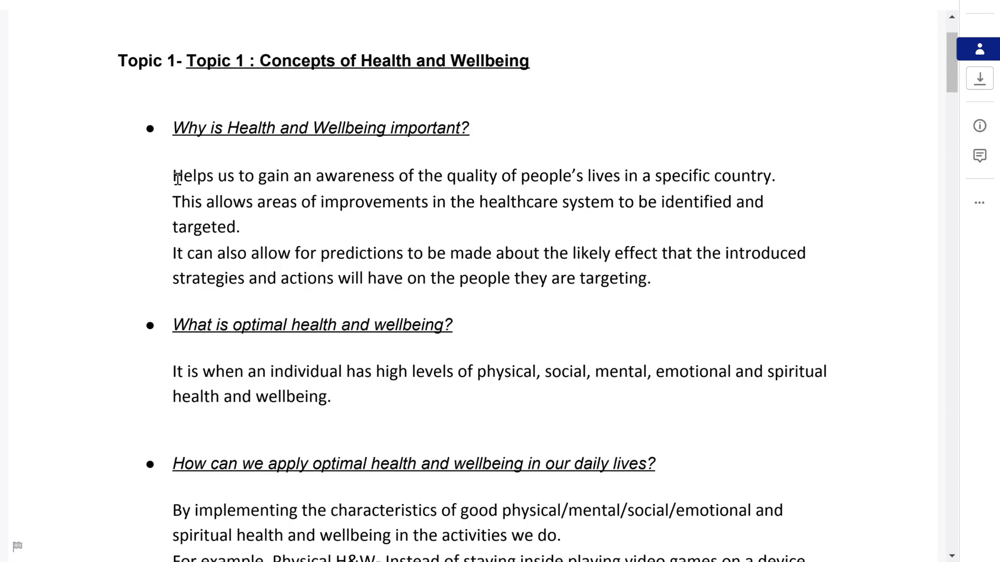 Topic 1- Topic 1 : Concepts of Health and Wellbeing
● Why is Health and Wellbeing important?
Helps us to gain an awareness of the quality of people’s lives in a specific country.
This allows areas of improvements in the healthcare system to be identified and
targeted.
It can also allow for predictions to be made about the likely effect that the introduced
strategies and actions will have on the people they are targeting.
● What is optimal health and wellbeing?
It is when an individual has high levels of physical, social, mental, emotional and spiritual
health and wellbeing.
● How can we apply optimal health and wellbeing in our daily lives?
By implementing the characteristics of good physical/mental/social/emotional and
spiritual health and wellbeing in the activities we do.
For example, Physical H&W- Instead of staying inside playing video games on a device